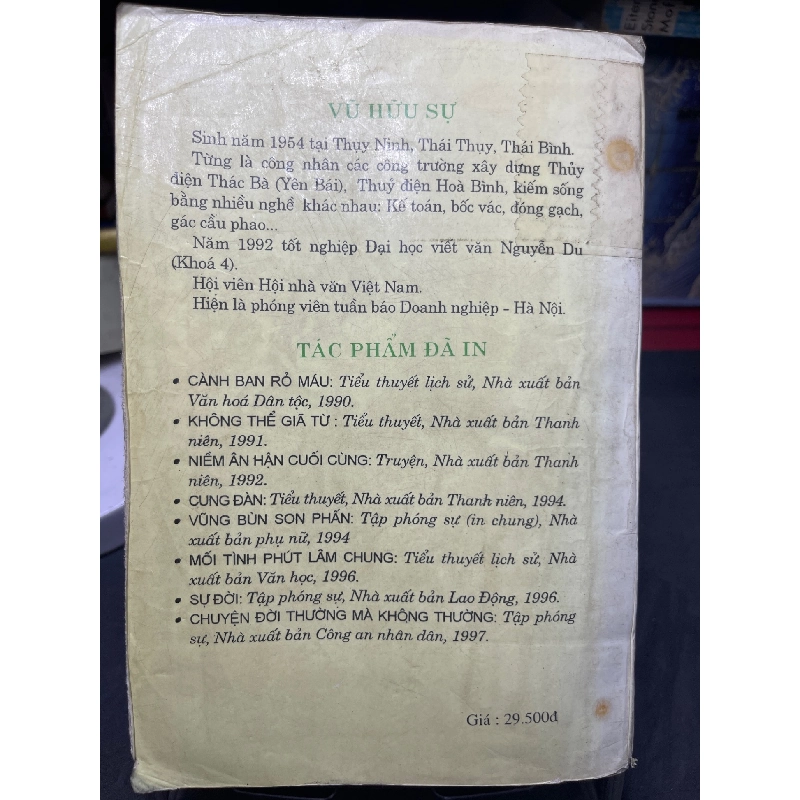 VŨ HỮU SỰ
Sinh năm 1954 tại Thụy Ninh, Thái Thụy, Thái Bình.
Từng là công nhân các công trường xây dựng Thủy
điện Thác Bà (Yên Bái), Thuỷ điện Hoà Bình, kiếm sống
bằng nhiều nghề khác nhau: Kế toán, bốc vác, đóng gạch,
gác cầu phao...
Năm 1992 tốt nghiệp Đại học viết văn Nguyễn Du
(Khoá 4).
Hội viên Hội nhà văn Việt Nam.
Hiện là phóng viên tuần báo Doanh nghiệp - Hà Nội.
TÁC PHẨM ĐÃ IN
• CÀNH BAN RỎ MÁU: Tiểu thuyết lịch sử, Nhà xuất bản
Văn hoá Dân tộc, 1990.
• KHÔNG THỂ GIÃ TỪ : Tiểu thuyết, Nhà xuất bản Thanh
niên, 1991.
• NIỀM ÂN HẬN CUỐI CÙNG: Truyện, Nhà xuất bản Thanh
niên, 1992.
• CUNG ĐÀN: Tiểu thuyết, Nhà xuất bản Thanh niên, 1994.
• VŨNG BÙN SON PHẤN: Tập phóng sự (in chung), Nhà
xuất bản phụ nữ, 1994
• MỐI TÌNH PHÚT LÂM CHUNG: Tiểu thuyết lịch sử, Nhà
xuất bản Văn học, 1996.
• SỰ ĐỜI: Tập phóng sự, Nhà xuất bản Lao Động, 1996.
• CHUYỆN ĐỜI THƯỜNG MÀ KHÔNG THƯỜNG: Tập phóng
sự, Nhà xuất bản Công an nhân dân, 1997.
Giá : 29.500đ